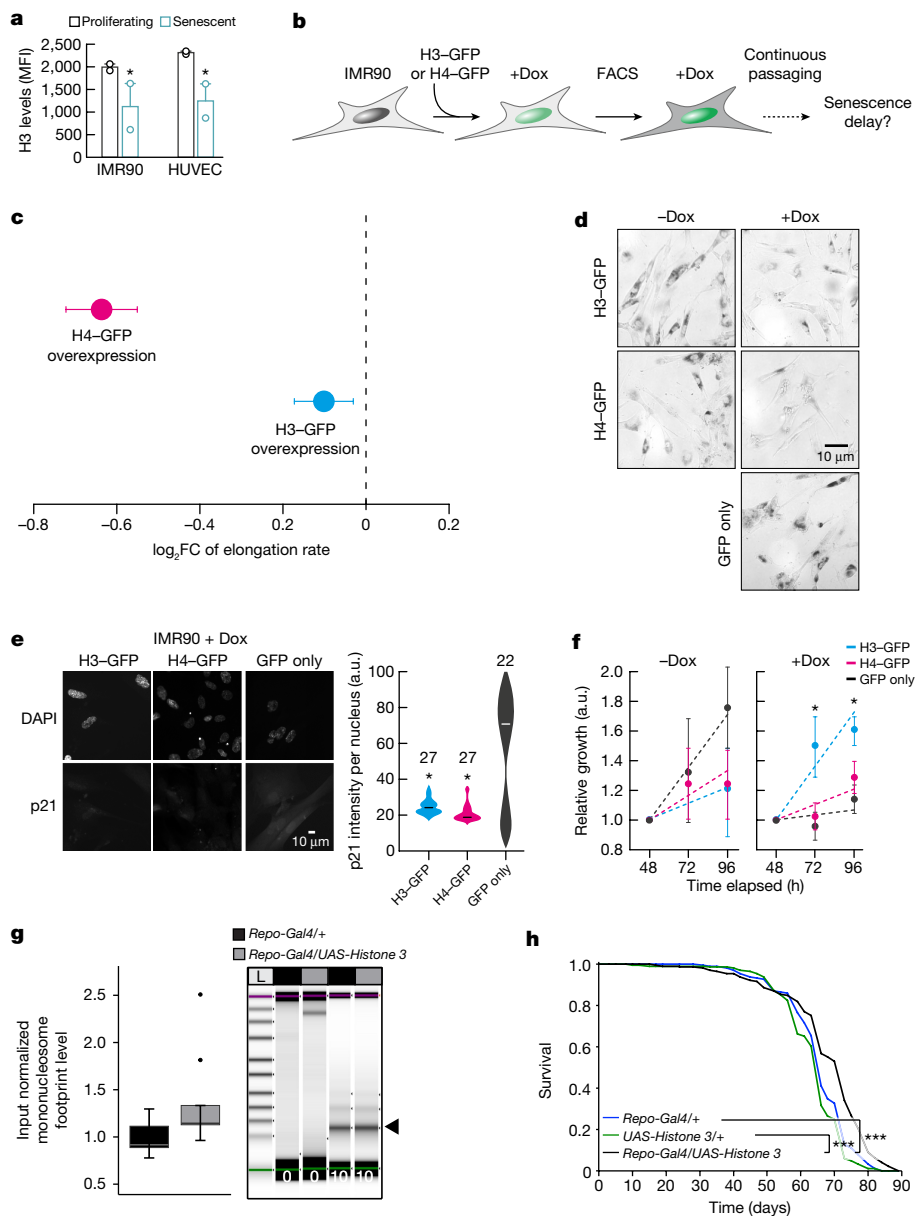 a
Proliferating Senescent
2,500
2,000
1,500
1,000
500
0
H3 levels (MFI)
* *
IMR90 HUVEC
b
H3–GFP
or H4–GFP
IMR90 +Dox FACS +Dox
Continuous
passaging
Senescence
delay?
c
H4–GFP
overexpression
H3–GFP
overexpression
–0.8 –0.6 –0.4 0.2 0 0.2
log2FC of elongation rate
d
–Dox +Dox
H3–GFP
H4–GFP
10 μm
GFP only
e
IMR90 + Dox
H3–GFP H4–GFP GFP only
DAPI
p21
10 μm
p21 intensity per nucleus (a.u.)
100
80
60
40
20
0
27 27 22
* *
H3–GFP H4–GFP GFP only
f
H3–GFP
H4–GFP
GFP only
–Dox +Dox
Relative growth (a.u.)
2.0
1.8
1.6
1.4
1.2
1.0
0.8
* *
48 72 96 48 72 96
Time elapsed (h)
g
Repo-Gal4/+
Repo-Gal4/UAS-Histone 3
Input normalized
mononucleosome
footprint level
2.5
2.0
1.5
1.0
0.5
L
0 0 10 10
h
Survival
1.0
0.8
0.6
0.4
0.2
0
Repo-Gal4/+
UAS-Histone 3/+
Repo-Gal4/UAS-Histone 3
*** ***
0 10 20 30 40 50 60 70 80 90
Time (days)